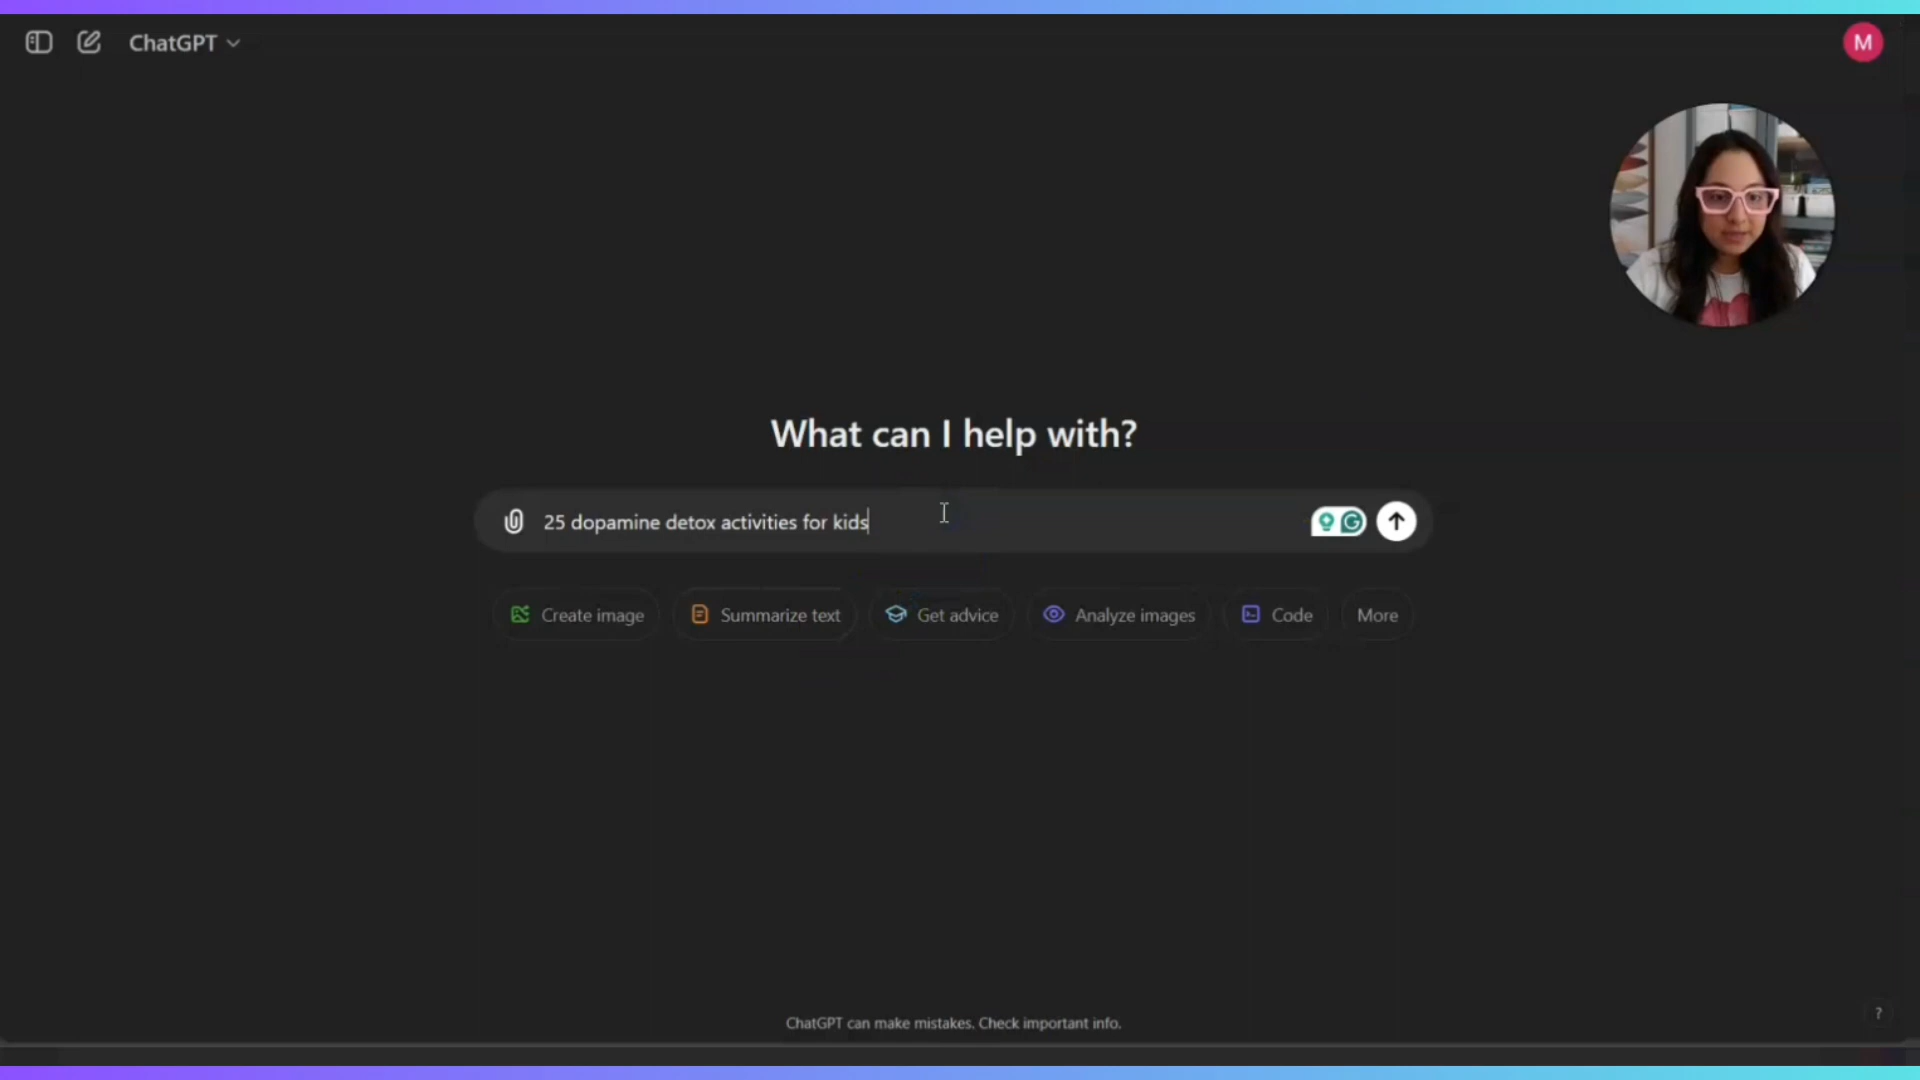 ChatGPT
M
What can I help with?
25 dopamine detox activities for kids
Create image
Summarize text
Get advice
Analyze images
Code
More
ChatGPT can make mistakes. Check important info.
?